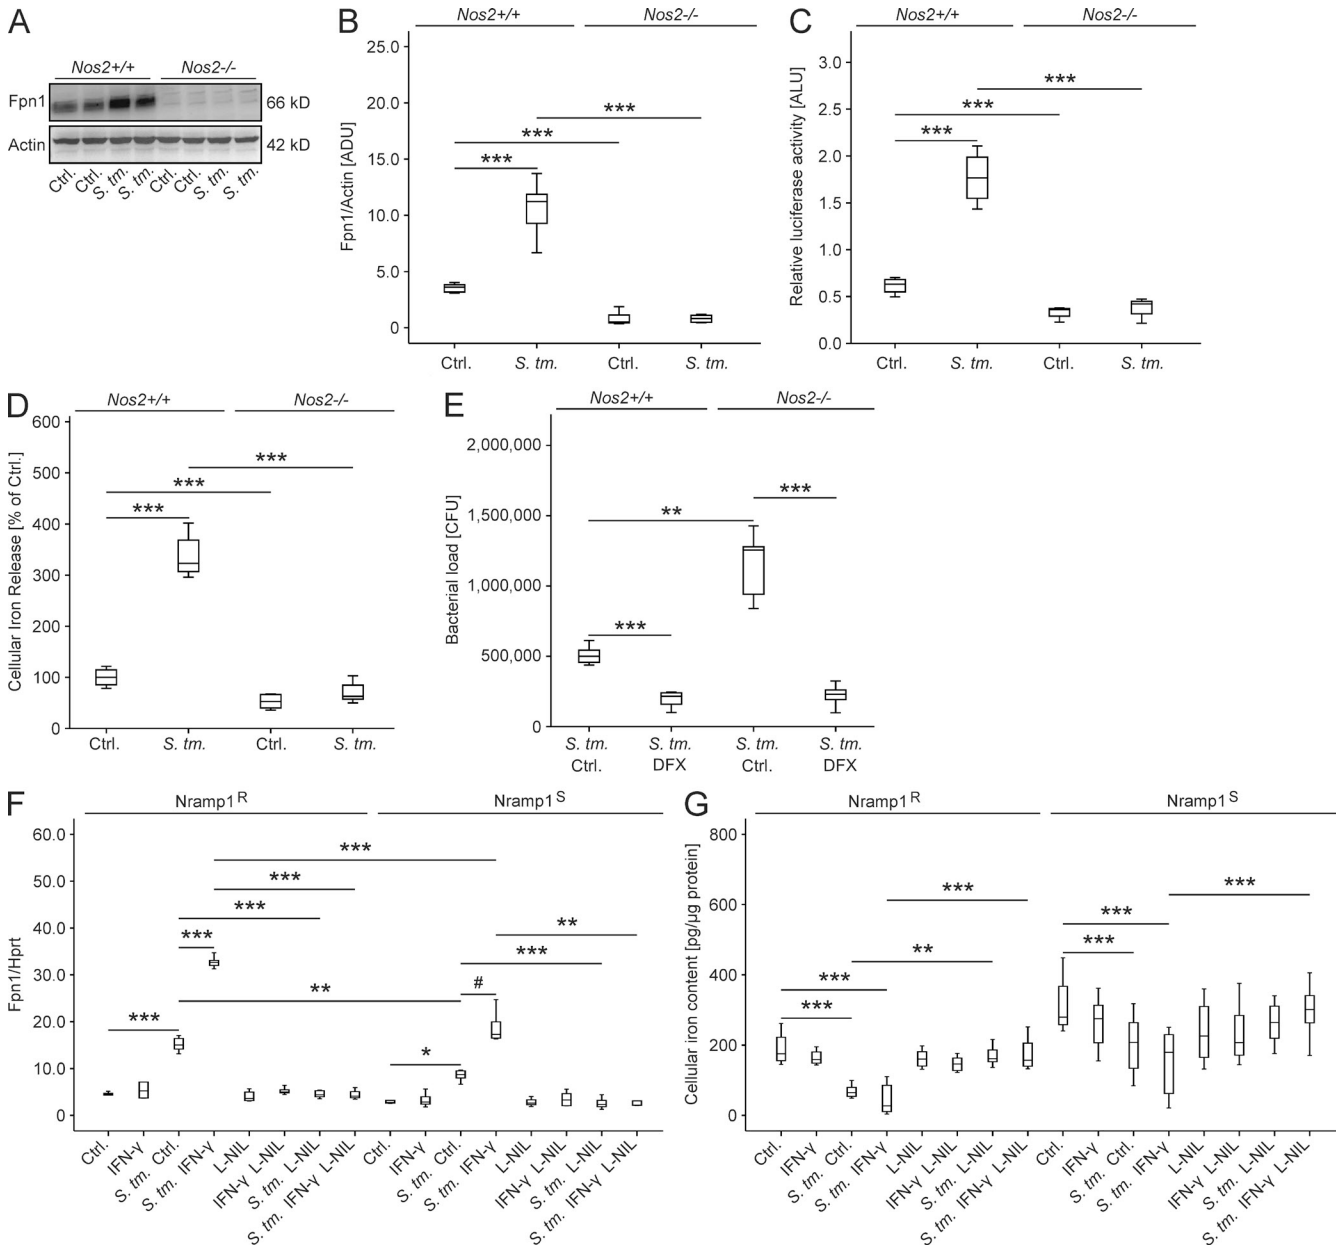 A
Nos2+/+ Nos2-/-
Fpn1 66 kD
Actin 42 kD
Ctrl. Ctrl. S. tm. S. tm. Ctrl. Ctrl. S. tm. S. tm.
B
Nos2+/+ Nos2-/-
Fpn1/Actin [ADU]
25.0
20.0
15.0
10.0
5.0
0
***
***
***
Ctrl. S. tm. Ctrl. S. tm.
C
Nos2+/+ Nos2-/-
Relative luciferase activity [ALU]
3.0
2.5
2.0
1.5
1.0
0.5
0.0
***
***
***
Ctrl. S. tm. Ctrl. S. tm.
D
Nos2+/+ Nos2-/-
Cellular Iron Release [% of Ctrl.]
600
500
400
300
200
100
0
***
***
***
Ctrl. S. tm. Ctrl. S. tm.
E
Nos2+/+ Nos2-/-
Bacterial load [CFU]
2,000,000
1,500,000
1,000,000
500,000
0
***
**
***
S. tm. S. tm. S. tm. S. tm.
Ctrl. DFX Ctrl. DFX
F
Nramp1 R Nramp1 S
Fpn1/Hprt
60.0
50.0
40.0
30.0
20.0
10.0
0
***
***
***
***
**
***
**
***
#
*
Ctrl.
IFN-γ
S. tm. Ctrl.
S. tm. IFN-γ
L-NIL
IFN-γ L-NIL
S. tm. L-NIL
S. tm. IFN-γ L-NIL
Ctrl.
IFN-γ
S. tm. Ctrl.
S. tm. IFN-γ
L-NIL
IFN-γ L-NIL
S. tm. L-NIL
S. tm. IFN-γ L-NIL
G
Nramp1 R Nramp1 S
Cellular iron content [pg/µg protein]
800
600
400
200
0
***
**
***
***
***
***
***
Ctrl.
IFN-γ
S. tm. Ctrl.
S. tm. IFN-γ
L-NIL
IFN-γ L-NIL
S. tm. L-NIL
S. tm. IFN-γ L-NIL
Ctrl.
IFN-γ
S. tm. Ctrl.
S. tm. IFN-γ
L-NIL
IFN-γ L-NIL
S. tm. L-NIL
S. tm. IFN-γ L-NIL